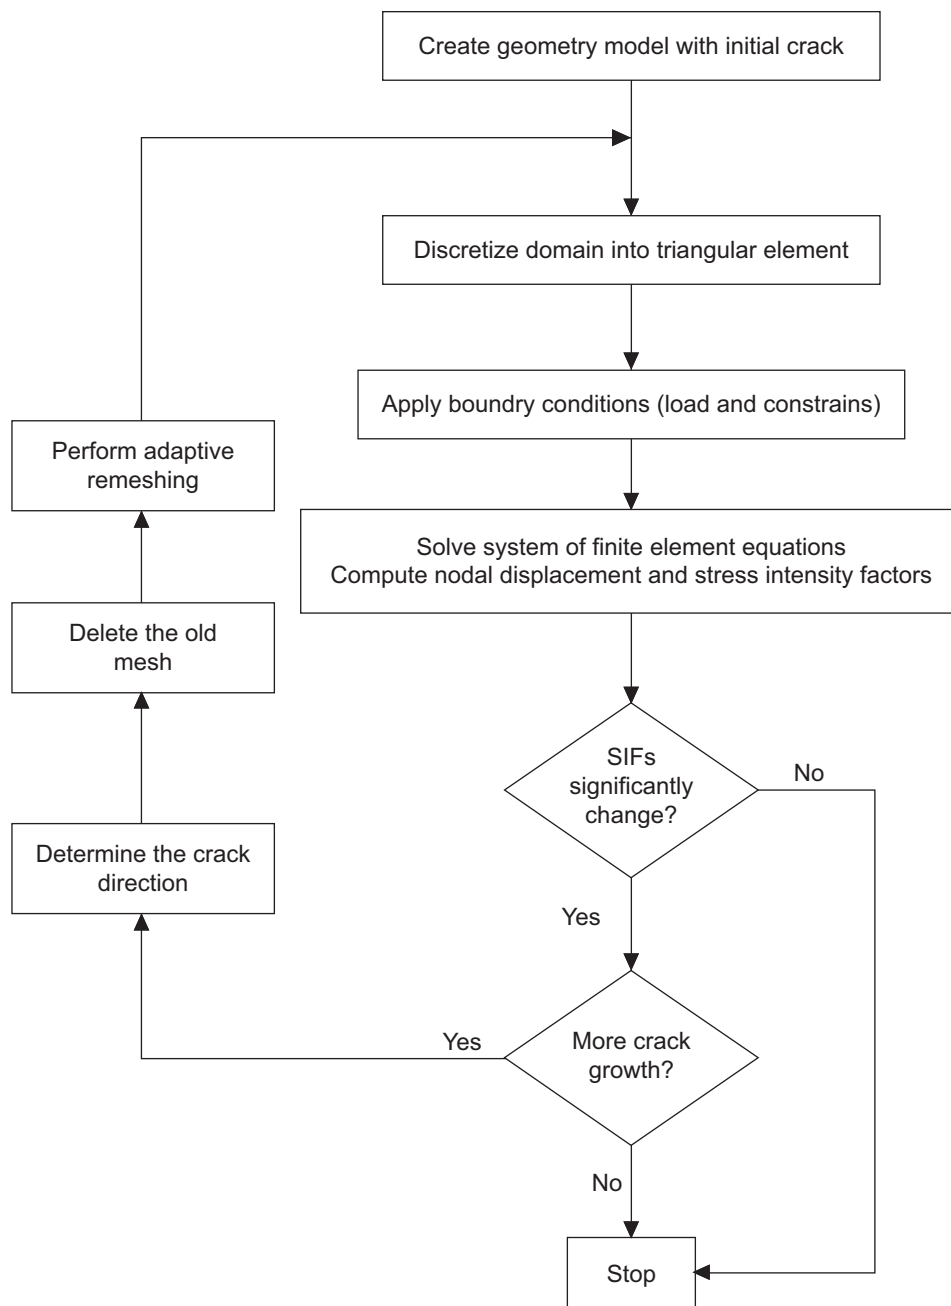 Create geometry model with initial crack
Discretize domain into triangular element
Apply boundry conditions (load and constrains)
Perform adaptive
remeshing
Solve system of finite element equations
Compute nodal displacement and stress intensity factors
Delete the old
mesh
SIFs
significantly
change?
No
Determine the crack
direction
Yes
More crack
growth?
Yes
No
Stop